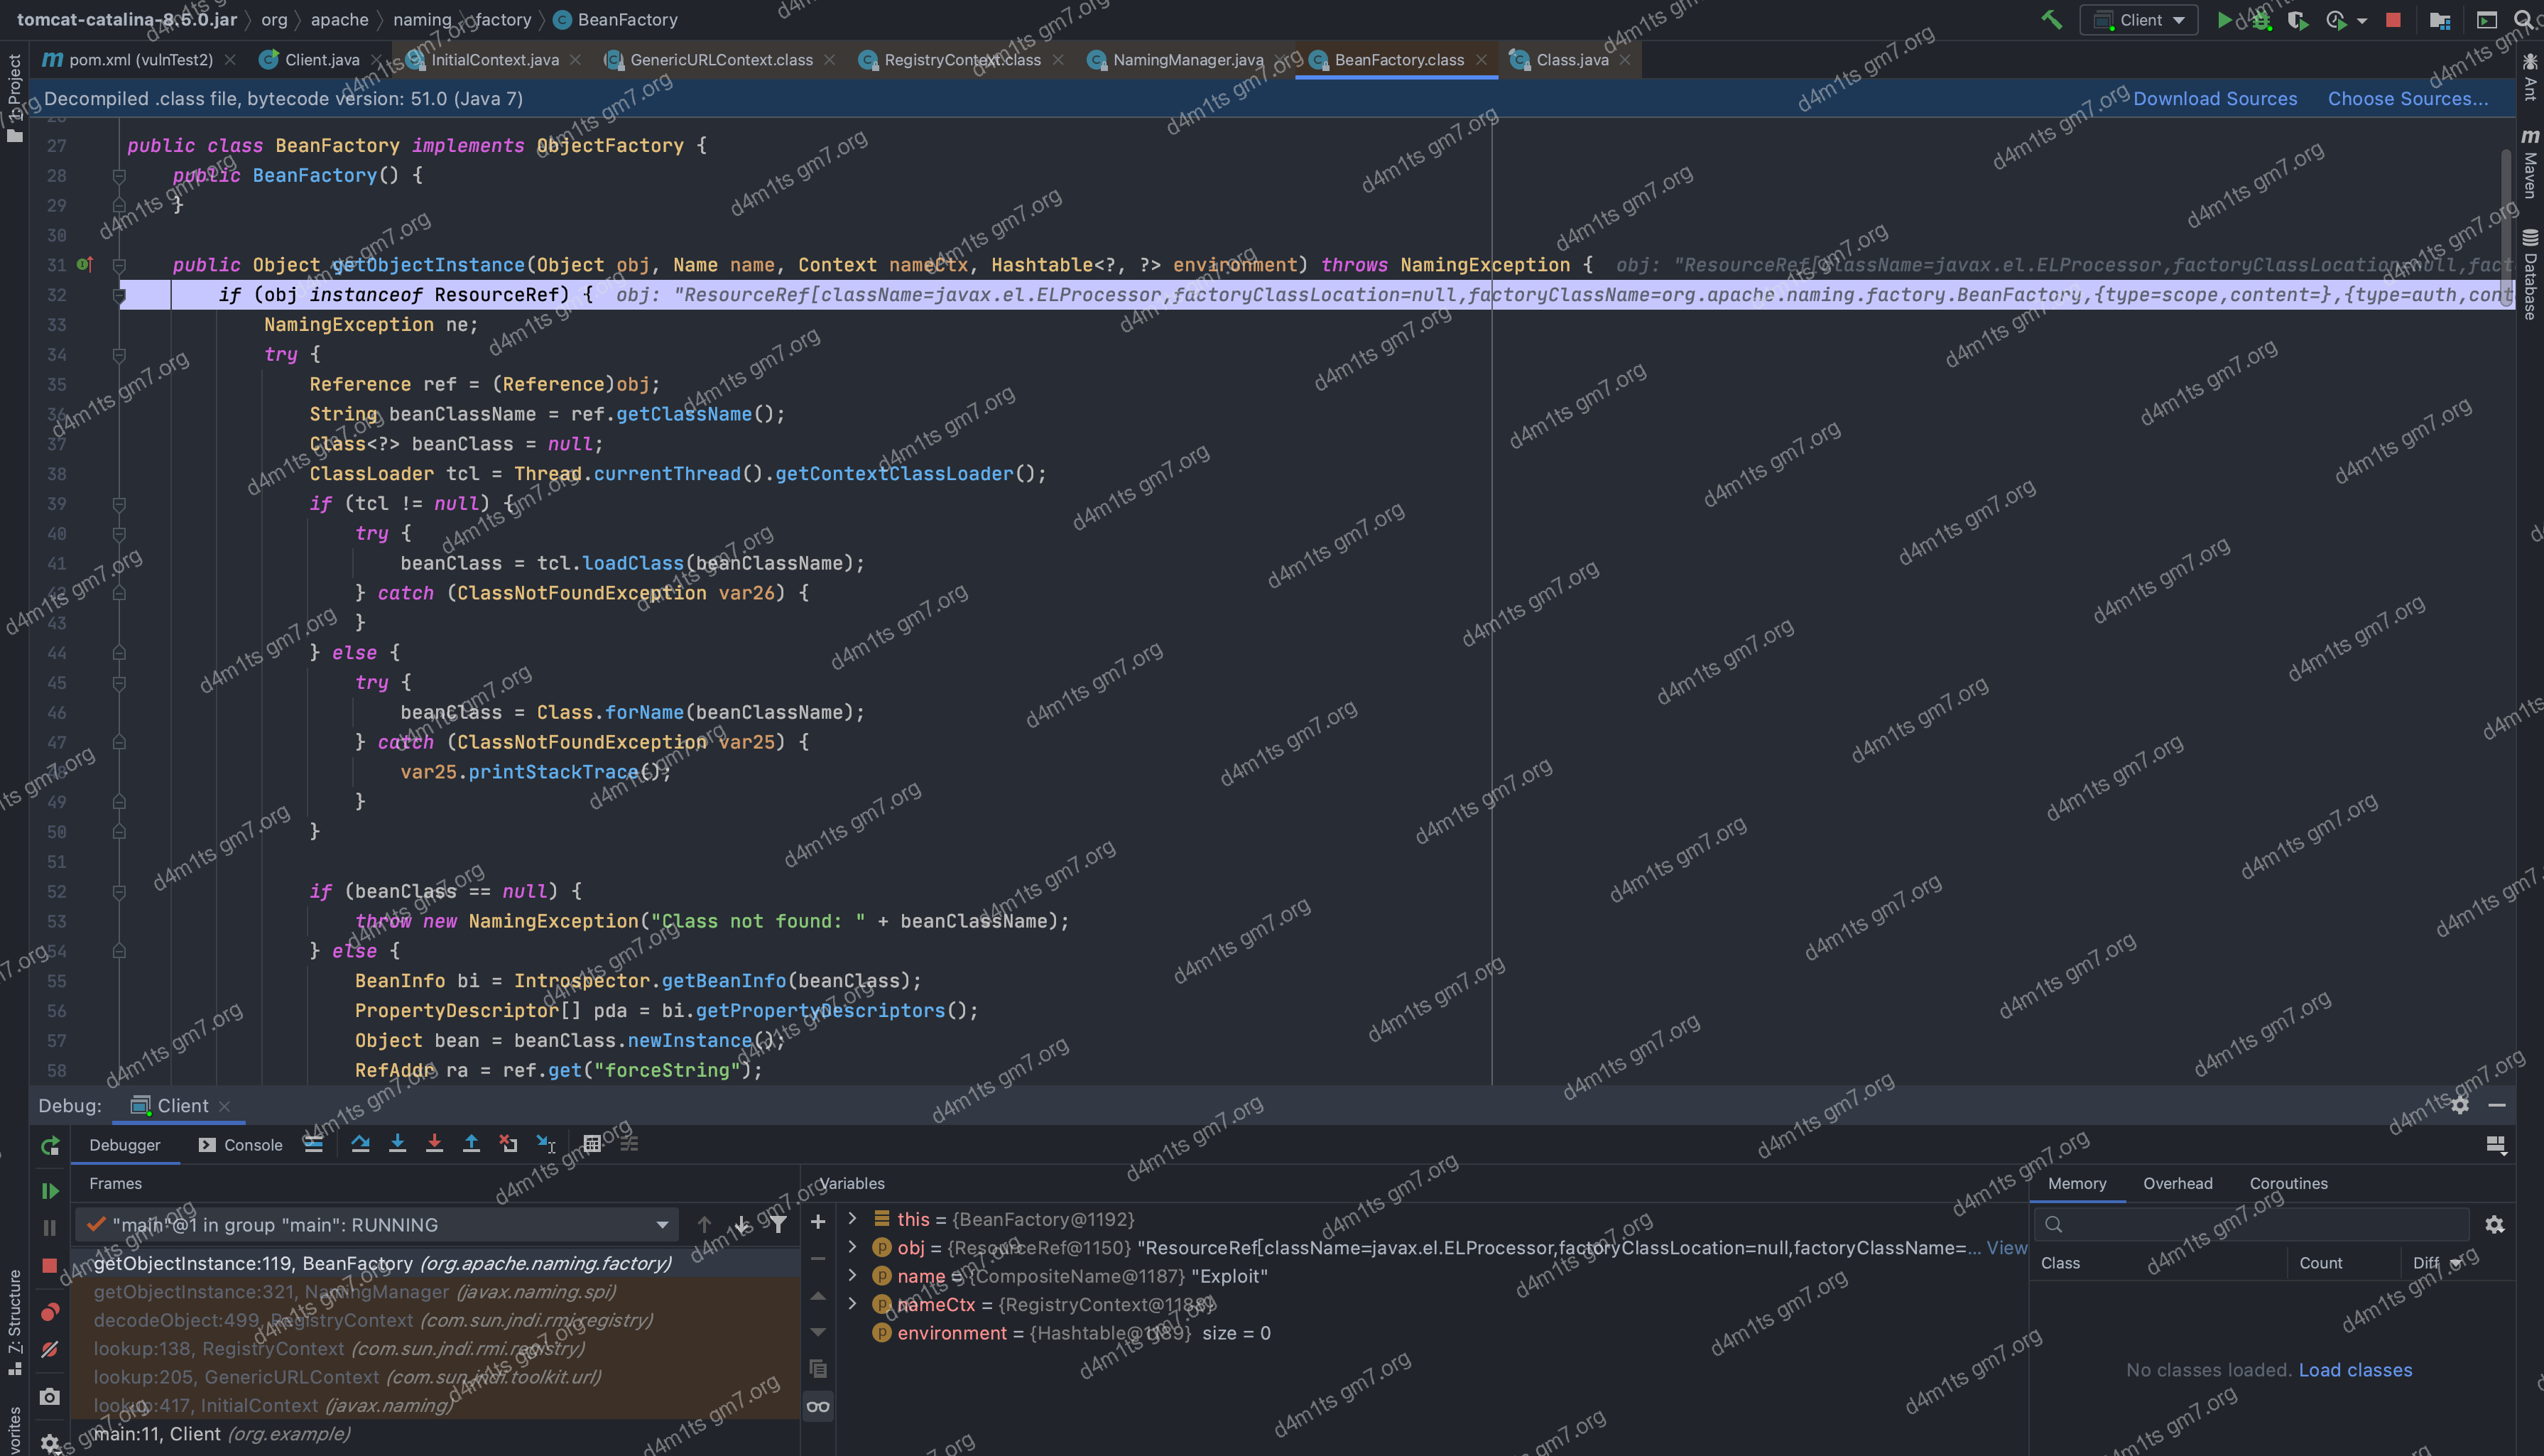 tomcat-catalina-8.5.0.jar › org › apache › naming › factory › BeanFactory
Client
pom.xml (vulnTest2)
Client.java
InitialContext.java
GenericURLContext.class
RegistryContext.class
NamingManager.java
BeanFactory.class
Class.java
Decompiled .class file, bytecode version: 51.0 (Java 7)
Download Sources
Choose Sources...
27 public class BeanFactory implements ObjectFactory {
28 public BeanFactory() {
29 }
30
31 public Object getObjectInstance(Object obj, Name name, Context nameCtx, Hashtable<?, ?> environment) throws NamingException { obj: "ResourceRef[className=javax.el.ELProcessor,factoryClassLocation=null,fact
32 if (obj instanceof ResourceRef) { obj: "ResourceRef[className=javax.el.ELProcessor,factoryClassLocation=null,factoryClassName=org.apache.naming.factory.BeanFactory,{type=scope,content=},{type=auth,cont
33 NamingException ne;
34 try {
35 Reference ref = (Reference)obj;
36 String beanClassName = ref.getClassName();
37 Class<?> beanClass = null;
38 ClassLoader tcl = Thread.currentThread().getContextClassLoader();
39 if (tcl != null) {
40 try {
41 beanClass = tcl.loadClass(beanClassName);
42 } catch (ClassNotFoundException var26) {
43 }
44 } else {
45 try {
46 beanClass = Class.forName(beanClassName);
47 } catch (ClassNotFoundException var25) {
48 var25.printStackTrace();
49 }
50 }
51
52 if (beanClass == null) {
53 throw new NamingException("Class not found: " + beanClassName);
54 } else {
55 BeanInfo bi = Introspector.getBeanInfo(beanClass);
56 PropertyDescriptor[] pda = bi.getPropertyDescriptors();
57 Object bean = beanClass.newInstance();
58 RefAddr ra = ref.get("forceString");
1: Project
7: Structure
vorites
Ant
Maven
Database
Debug:
Client
Debugger
Console
Frames
"main"@1 in group "main": RUNNING
getObjectInstance:119, BeanFactory (org.apache.naming.factory)
getObjectInstance:321, NamingManager (javax.naming.spi)
decodeObject:499, RegistryContext (com.sun.jndi.rmi.registry)
lookup:138, RegistryContext (com.sun.jndi.rmi.registry)
lookup:205, GenericURLContext (com.sun.jndi.toolkit.url)
lookup:417, InitialContext (javax.naming)
main:11, Client (org.example)
Variables
this = {BeanFactory@1192}
obj = {ResourceRef@1150} "ResourceRef[className=javax.el.ELProcessor,factoryClassLocation=null,factoryClassName=... View
name = {CompositeName@1187} "Exploit"
nameCtx = {RegistryContext@1188}
environment = {Hashtable@1189} size = 0
Memory
Overhead
Coroutines
Class
Count
Diff
No classes loaded. Load classes
d4m1ts gm7.org